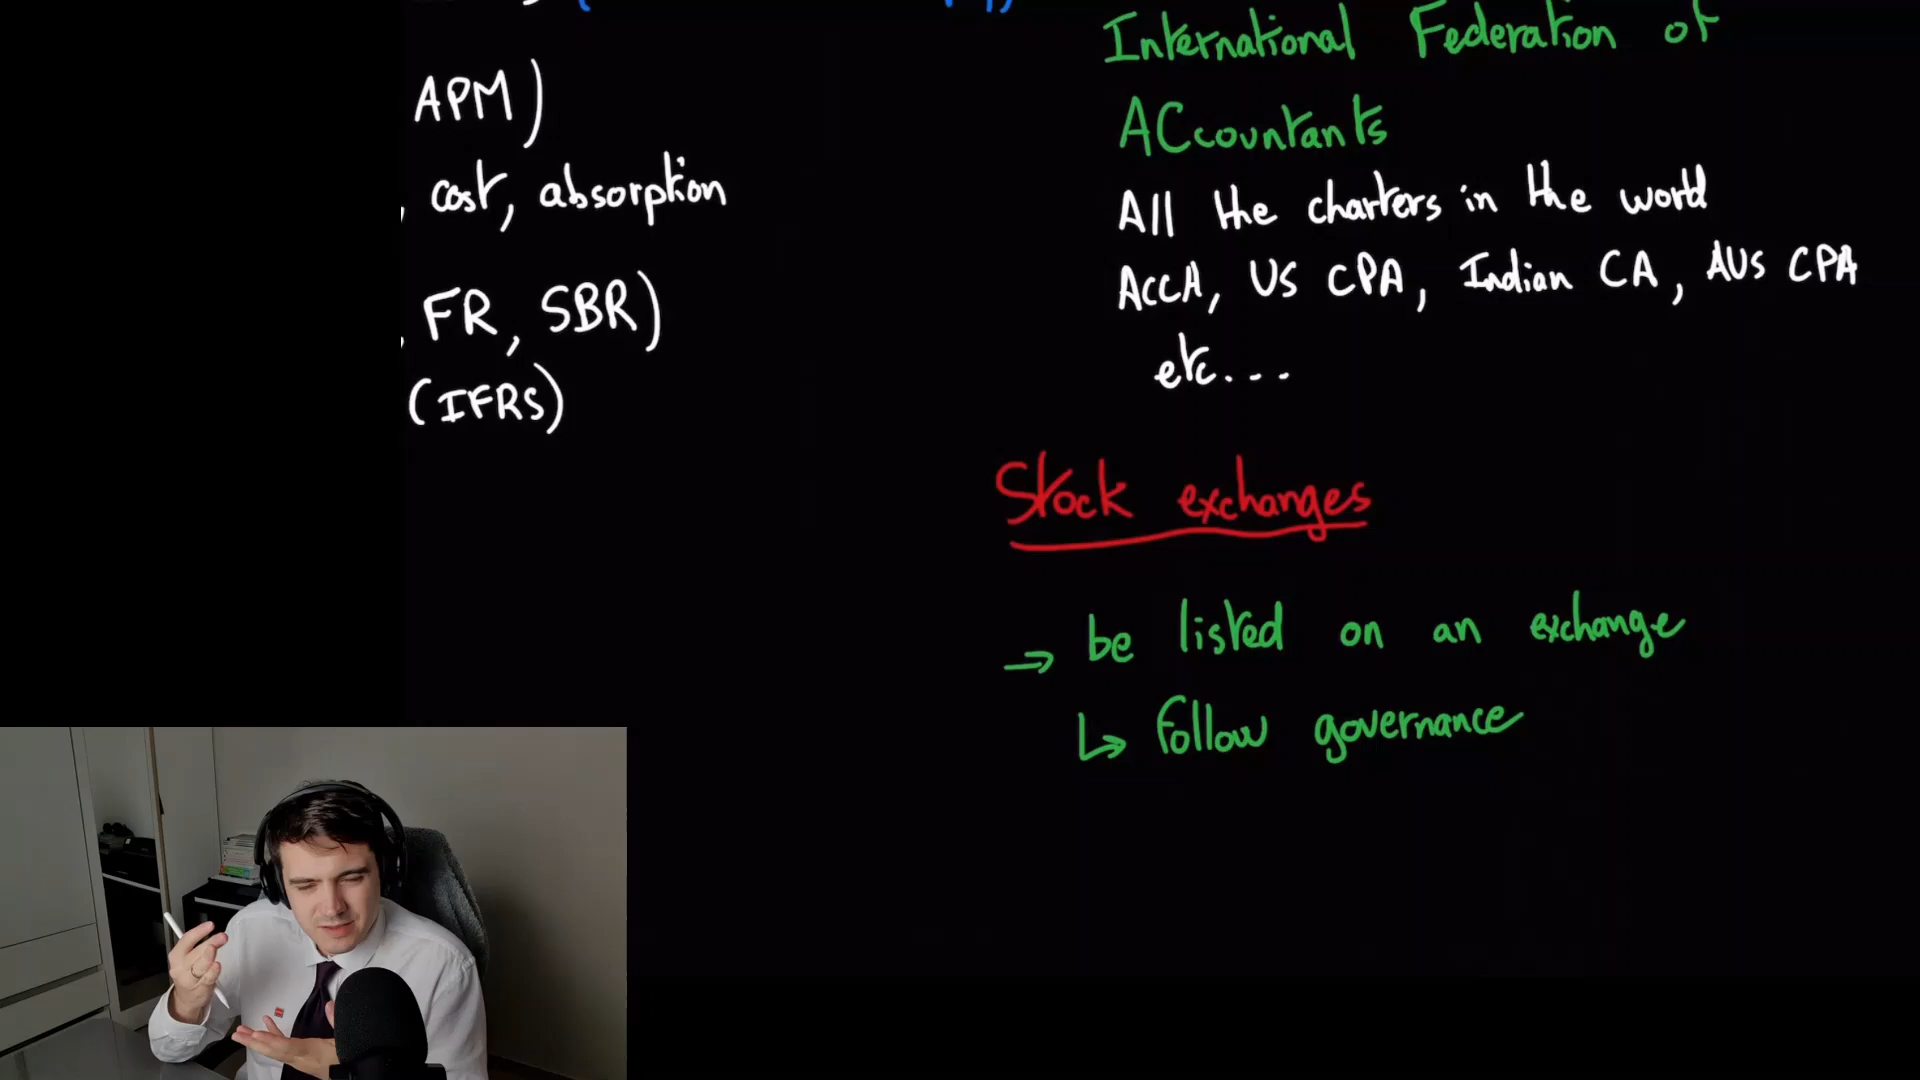 APM)
, cost, absorption
, FR, SBR)
(IFRS)
International Federation of
ACcountants
All the charters in the world
ACCA, US CPA, Indian CA, AUS CPA
etc...
Stock exchanges
→ be listed on an exchange
↳ follow governance